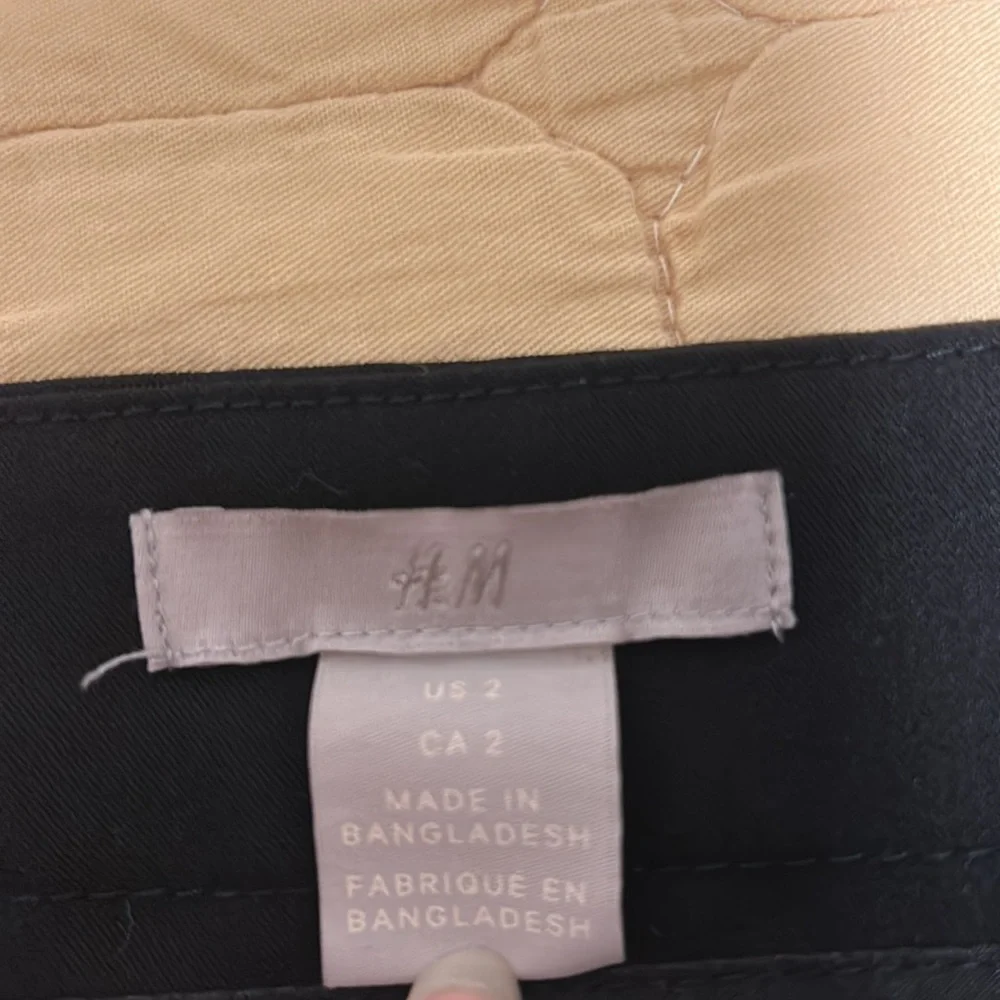 H&M
US 2
CA 2
MADE IN
BANGLADESH
FABRIQUÉ EN
BANGLADESH